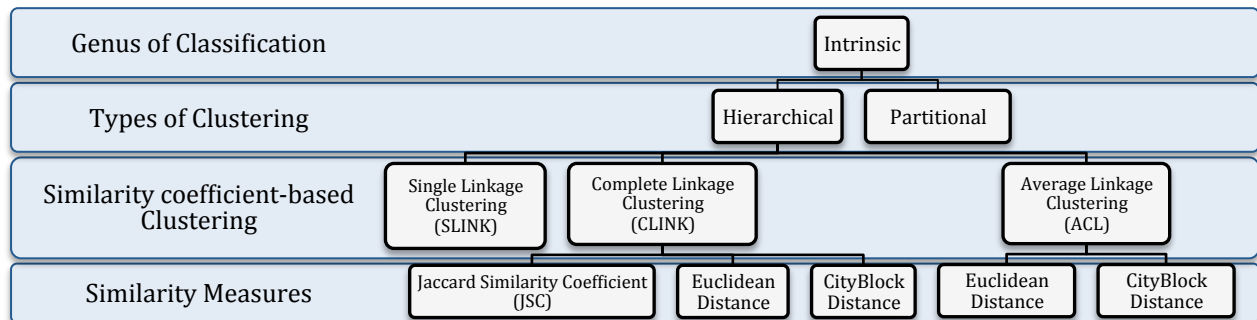 Genus of Classification
Intrinsic
Types of Clustering
Hierarchical
Partitional
Similarity coefficient-based
Clustering
Single Linkage
Clustering
(SLINK)
Complete Linkage
Clustering
(CLINK)
Average Linkage
Clustering
(ACL)
Similarity Measures
Jaccard Similarity Coefficient
(JSC)
Euclidean
Distance
CityBlock
Distance
Euclidean
Distance
CityBlock
Distance